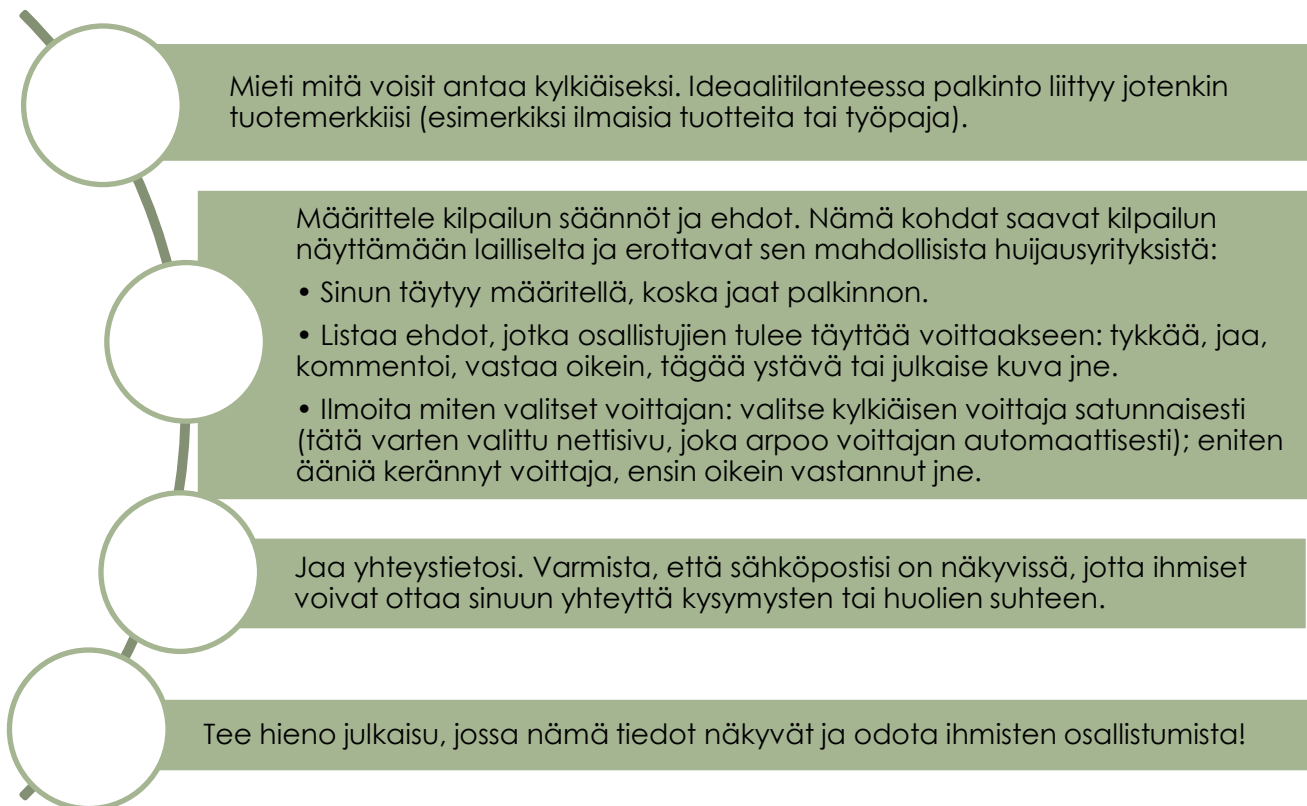 Mieti mitä voisit antaa kylkiäiseksi. Ideaalitilanteessa palkinto liittyy jotenkin
tuotemerkkiisi (esimerkiksi ilmaisia tuotteita tai työpaja).
Määrittele kilpailun säännöt ja ehdot. Nämä kohdat saavat kilpailun
näyttämään lailliselta ja erottavat sen mahdollisista huijausyrityksistä:
• Sinun täytyy määritellä, koska jaat palkinnon.
• Listaa ehdot, jotka osallistujien tulee täyttää voittaakseen: tykkää, jaa,
kommentoi, vastaa oikein, tägää ystävä tai julkaise kuva jne.
• Ilmoita miten valitset voittajan: valitse kylkiäisen voittaja satunnaisesti
(tätä varten valittu nettisivu, joka arpoo voittajan automaattisesti); eniten
ääniä kerännyt voittaja, ensin oikein vastannut jne.
Jaa yhteystietosi. Varmista, että sähköpostisi on näkyvissä, jotta ihmiset
voivat ottaa sinuun yhteyttä kysymysten tai huolien suhteen.
Tee hieno julkaisu, jossa nämä tiedot näkyvät ja odota ihmisten osallistumista!